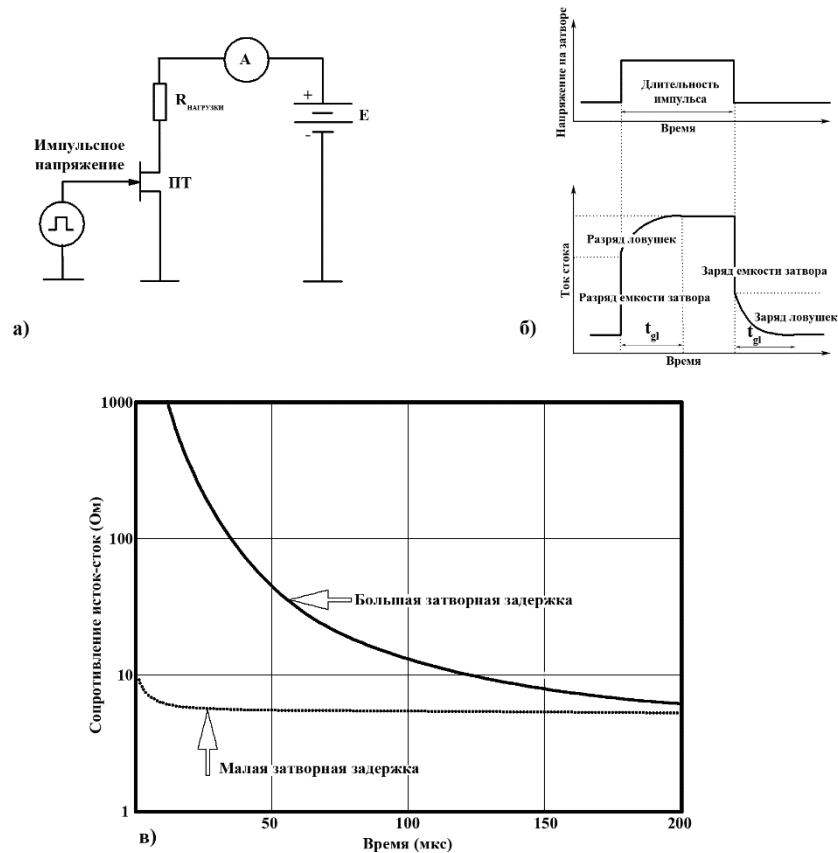 A
R НАГРУЗКИ
+
E
-
Импульсное
напряжение
ПТ
а)
Напряжение на затворе
Длительность
импульса
Время
Ток стока
Разряд ловушек
Заряд емкости затвора
Разряд емкости затвора
Заряд ловушек
t gl
t gl
Время
б)
Сопротивление исток-сток (Ом)
1000
100
10
1
Большая затворная задержка
Малая затворная задержка
50
100
150
200
Время (мкс)
в)